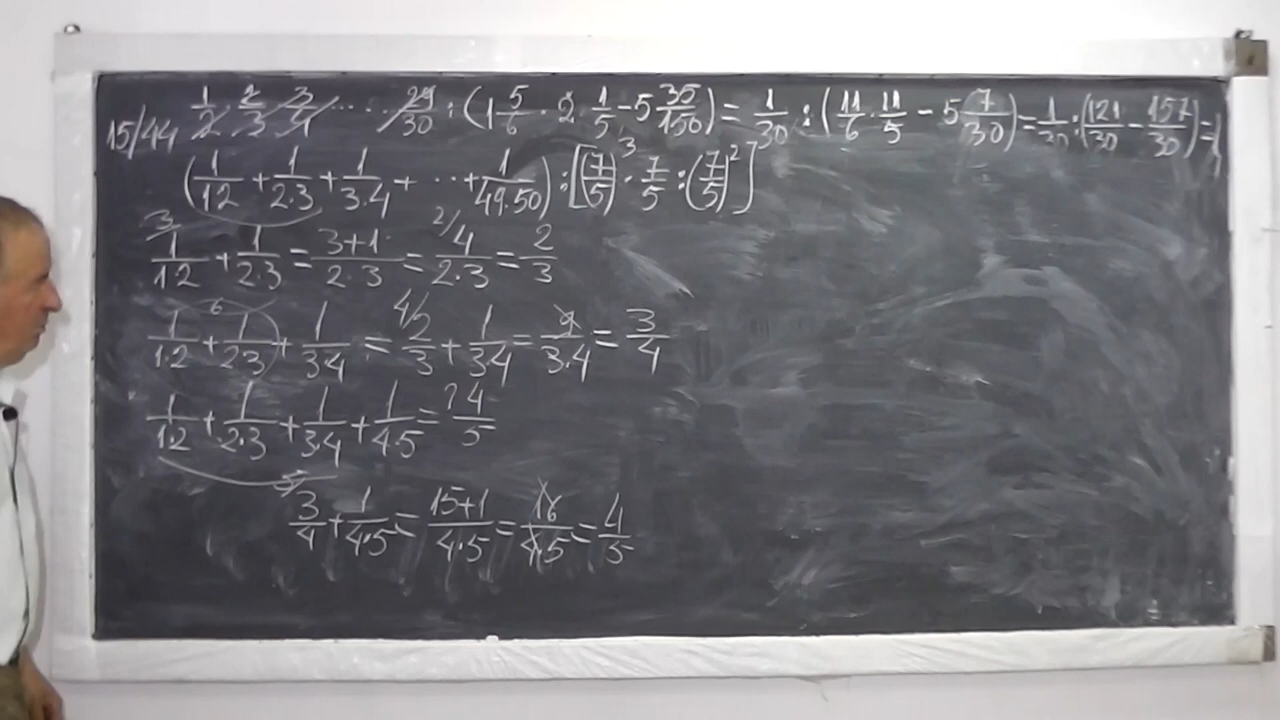 15/44 1/2 · 2/3 · 3/4 · ... · 29/30 : (1 5/6 · 2 · 1/5 - 5 35/150) = 1/30 : (11/6 · 11/5 - 5 7/30) = 1/30 : (121/30 - 157/30) =
(1/1·2 + 1/2·3 + 1/3·4 + ... + 1/49·50) : [(7/5)³ · 7/5 : (7/5)²]
1/1·2 + 1/2·3 = 3+1/2·3 = 4/2·3 = 2/3
1/1·2 + 1/2·3 + 1/3·4 = 2/3 + 1/3·4 = 9/3·4 = 3/4
1/1·2 + 1/2·3 + 1/3·4 + 1/4·5 =? 4/5
3/4 + 1/4·5 = 15+1/4·5 = 16/4·5 = 4/5